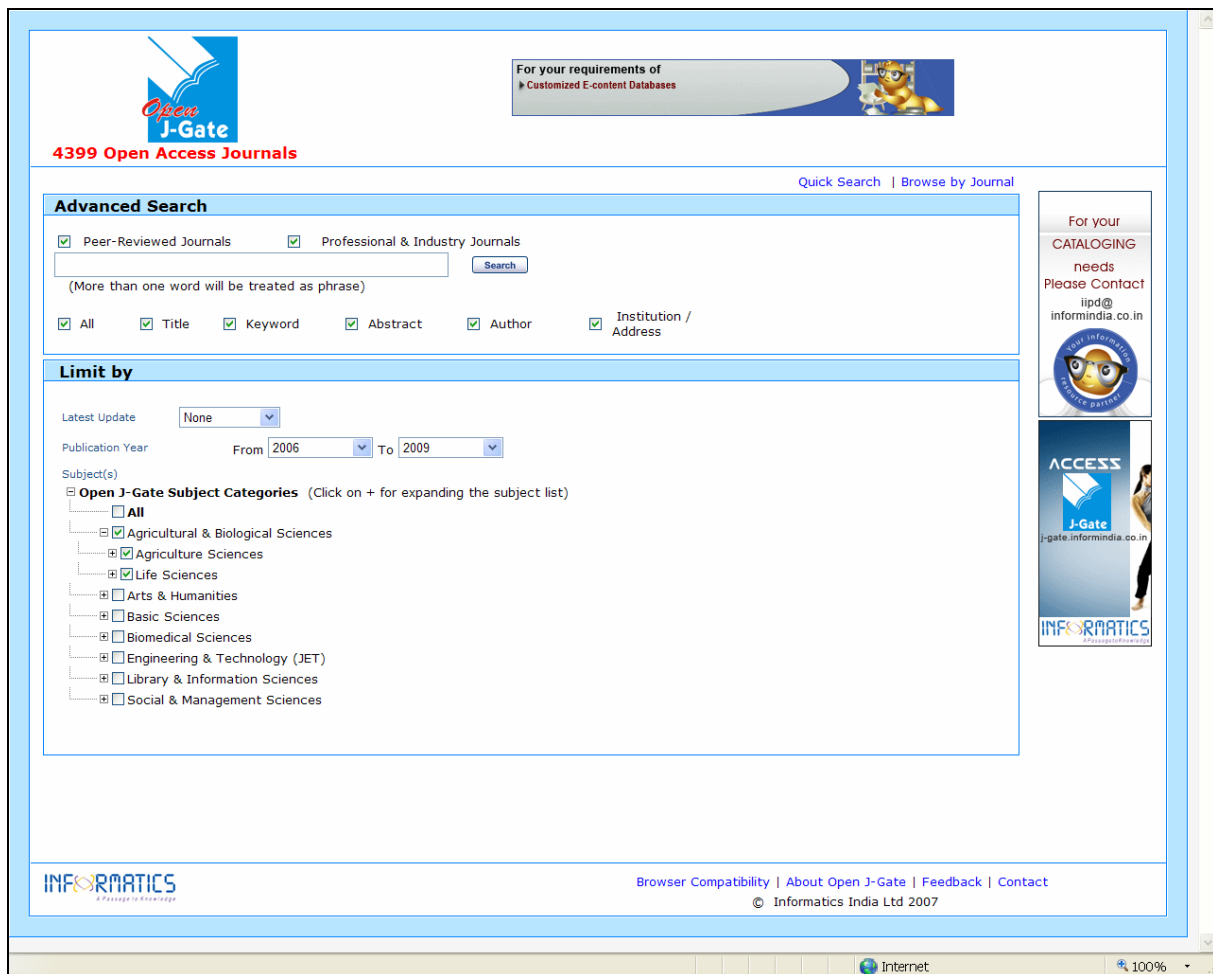 Open
J-Gate
4399 Open Access Journals
For your requirements of
Customized E-content Databases
Quick Search | Browse by Journal
Advanced Search
Peer-Reviewed Journals Professional & Industry Journals
Search
(More than one word will be treated as phrase)
All Title Keyword Abstract Author Institution / Address
Limit by
Latest Update None
Publication Year From 2006 To 2009
Subject(s)
Open J-Gate Subject Categories (Click on + for expanding the subject list)
All
Agricultural & Biological Sciences
Agriculture Sciences
Life Sciences
Arts & Humanities
Basic Sciences
Biomedical Sciences
Engineering & Technology (JET)
Library & Information Sciences
Social & Management Sciences
For your
CATALOGING
needs
Please Contact
iipd@
informindia.co.in
Your information
resource partner
ACCESS
J-Gate
j-gate.informindia.co.in
INFORMATICS
A Passage to Knowledge
INFORMATICS
A Passage to Knowledge
Browser Compatibility | About Open J-Gate | Feedback | Contact
© Informatics India Ltd 2007
Internet 100%